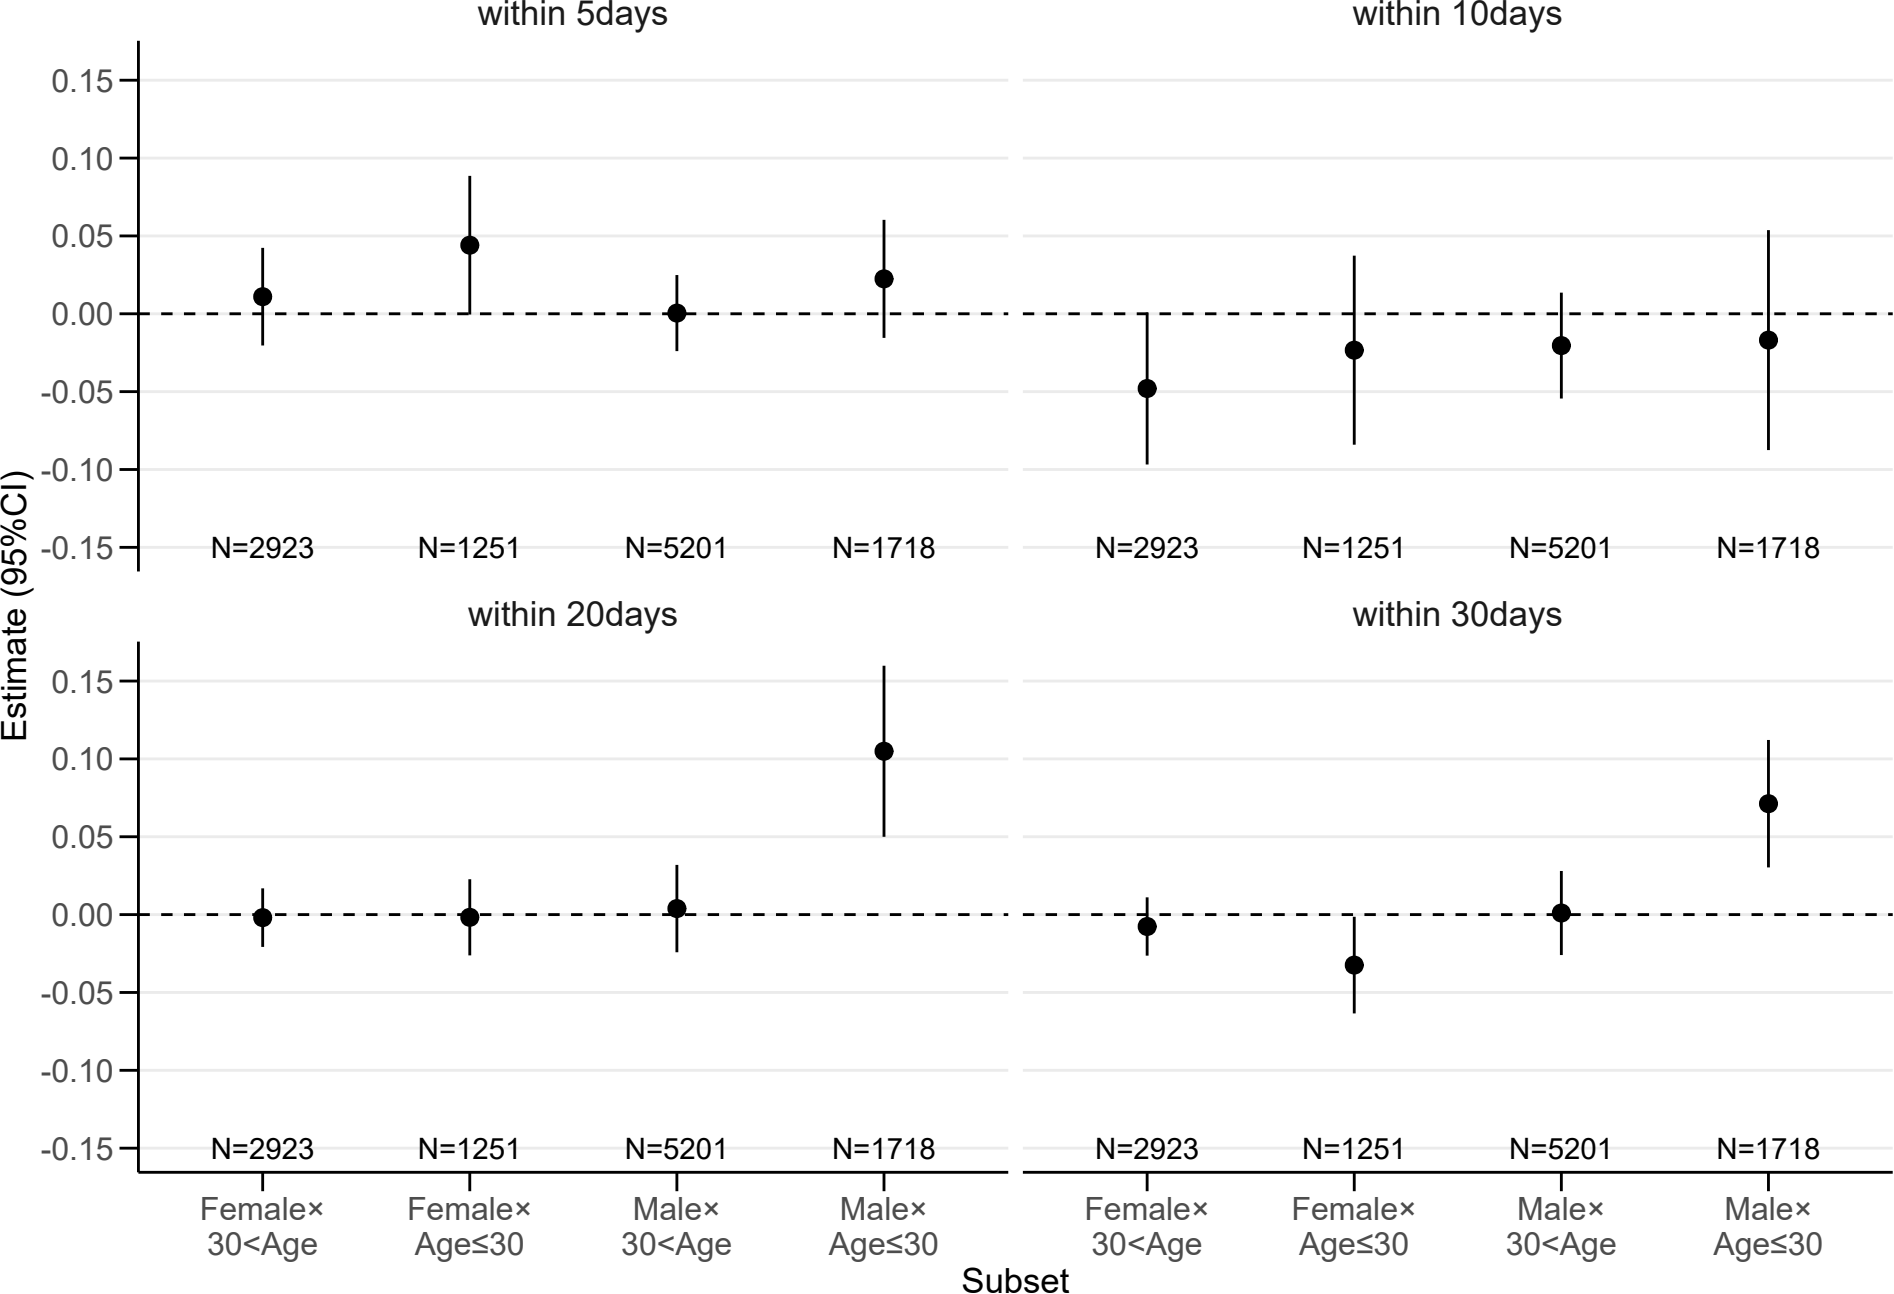 within 5days
within 10days
0.15
0.10
0.05
0.00
-0.05
-0.10
-0.15
N=2923 N=1251 N=5201 N=1718
N=2923 N=1251 N=5201 N=1718
Estimate (95%CI)
within 20days
within 30days
0.15
0.10
0.05
0.00
-0.05
-0.10
-0.15
N=2923 N=1251 N=5201 N=1718
N=2923 N=1251 N=5201 N=1718
Female× Female× Male× Male×
30<Age Age≤30 30<Age Age≤30
Female× Female× Male× Male×
30<Age Age≤30 30<Age Age≤30
Subset